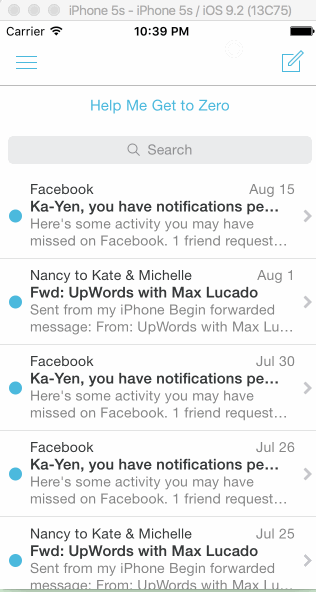 iPhone 5s - iPhone 5s / iOS 9.2 (13C75)
Carrier 10:39 PM
Help Me Get to Zero
Search
Facebook Aug 15
Ka-Yen, you have notifications pe…
Here's some activity you may have
missed on Facebook. 1 friend request…
Nancy to Kate & Michelle Aug 1
Fwd: UpWords with Max Lucado
Sent from my iPhone Begin forwarded
message: From: UpWords with Max Lu…
Facebook Jul 30
Ka-Yen, you have notifications pe…
Here's some activity you may have
missed on Facebook. 1 friend request…
Facebook Jul 26
Ka-Yen, you have notifications pe…
Here's some activity you may have
missed on Facebook. 1 friend request…
Nancy to Kate & Michelle Jul 25
Fwd: UpWords with Max Lucado
Sent from my iPhone Begin forwarded
message: From: UpWords with Max Lu…